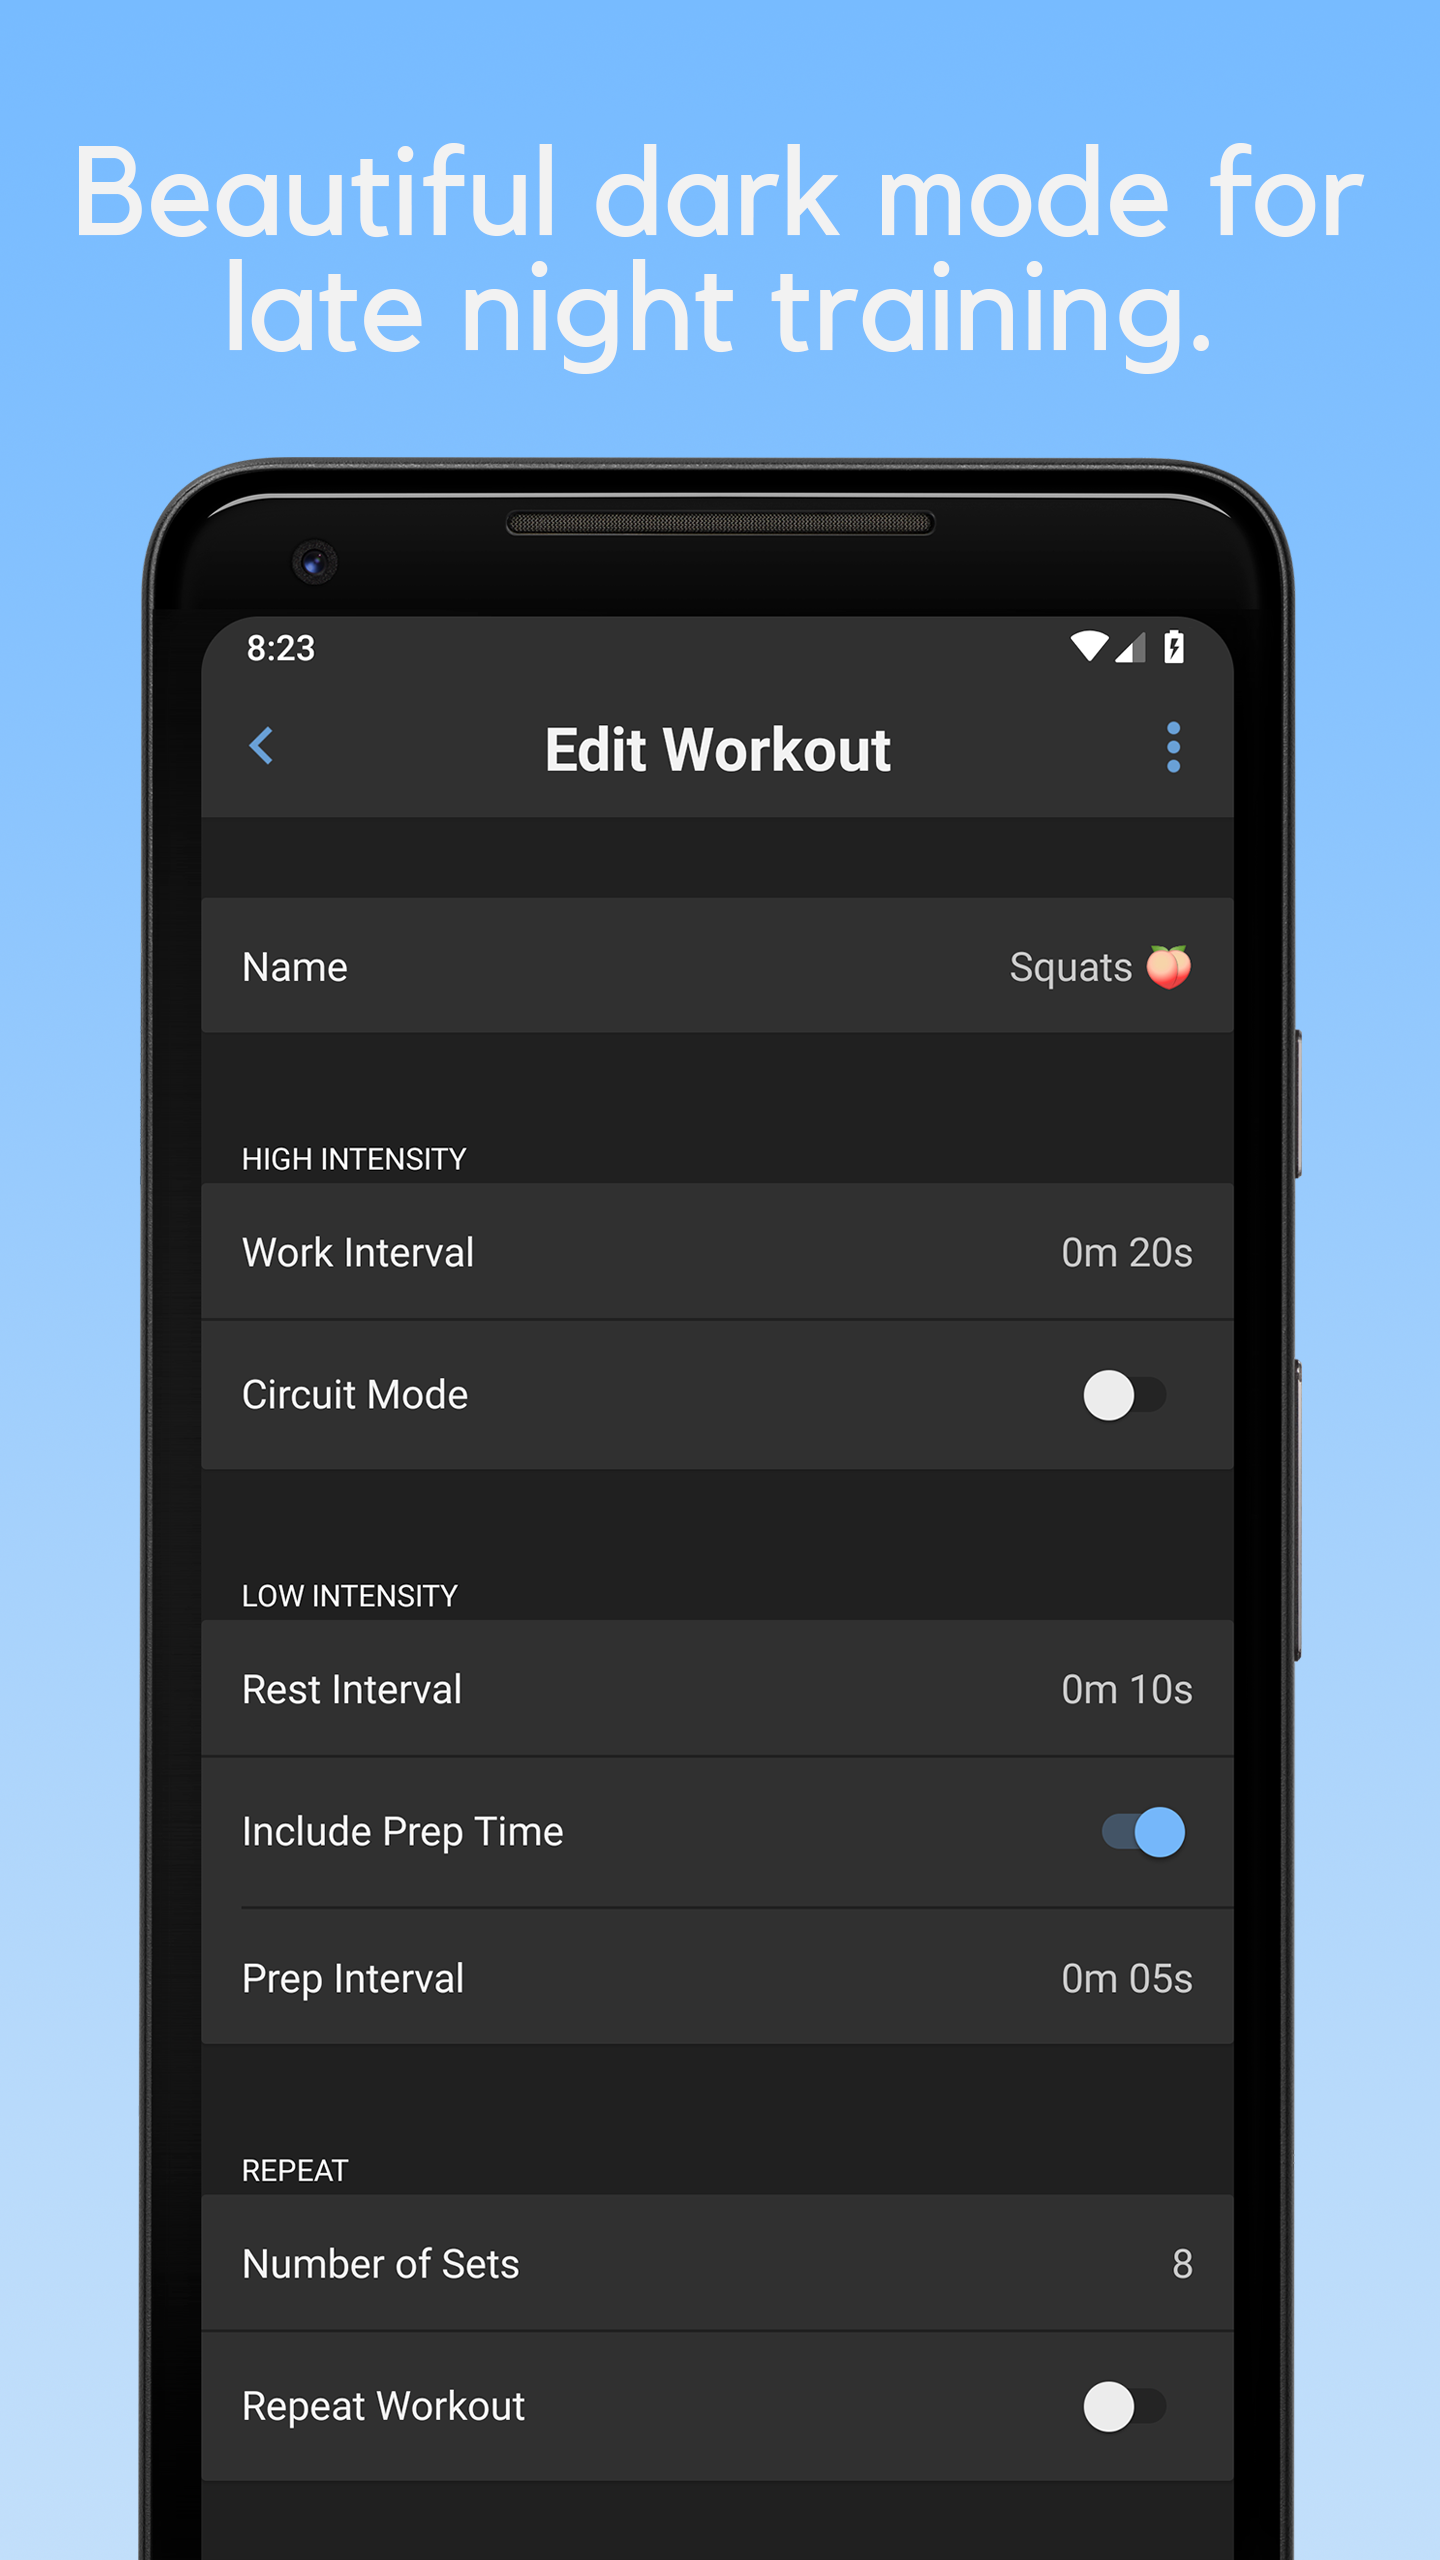 Beautiful dark mode for
late night training.
8:23
Edit Workout
Name
Squats 🍑
HIGH INTENSITY
Work Interval
0m 20s
Circuit Mode
LOW INTENSITY
Rest Interval
0m 10s
Include Prep Time
Prep Interval
0m 05s
REPEAT
Number of Sets
8
Repeat Workout